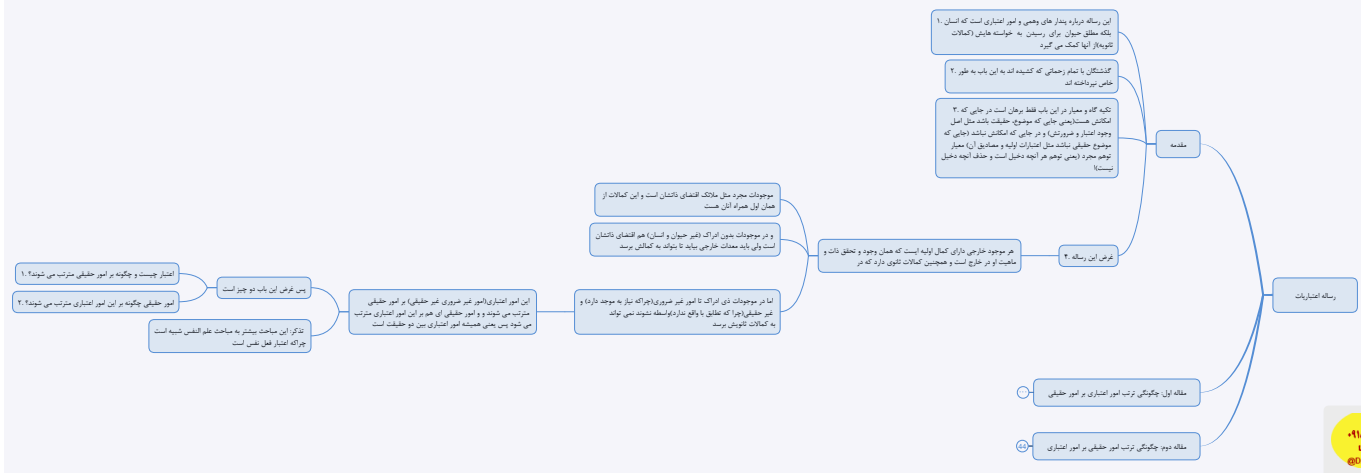 رساله اعتباریات
مقدمه
۱. این رساله درباره پندار های وهمی و امور اعتباری است که انسان
بلکه مطلق حیوان برای رسیدن به خواسته هایش (کمالات
ثانویه)از آنها کمک می گیرد
۲. گذشتگان با تمام زحماتی که کشیده اند به این باب به طور
خاص نپرداخته اند
۳. تکیه گاه و معیار در این باب فقط برهان است در جایی که
امکانش هست(یعنی جایی که موضوع، حقیقت باشد مثل اصل
وجود اعتبار و ضرورتش) و در جایی که امکانش نباشد (جایی که
موضوع حقیقی نباشد مثل اعتبارات اولیه و مصادیق آن) معیار
توهم مجرد (یعنی توهم هر آنچه دخیل است و حذف آنچه دخیل
نیست)ا
۴. غرض این رساله
هر موجود خارجی دارای کمال اولیه ایست که همان وجود و تحقق ذات و
ماهیت او در خارج است و همچنین کمالات ثانوی دارد که در
موجودات مجرد مثل ملائک اقتضای ذاتشان است و این کمالات از
همان اول همراه آنان هست
و در موجودات بدون ادراک (غیر حیوان و انسان) هم اقتضای ذاتشان
است ولی باید معدات خارجی بیاید تا بتواند به کمالش برسد
اما در موجودات ذی ادراک تا امور غیر ضروری(چراکه نیاز به موجد دارد) و
غیر حقیقی(چرا که تطابق با واقع ندارد)واسطه نشوند نمی تواند
به کمالات ثانویش برسد
این امور اعتباری(امور غیر ضروری غیر حقیقی) بر امور حقیقی
مترتب می شوند و و امور حقیقی ای هم بر این امور اعتباری مترتب
می شود پس یعنی همیشه امور اعتباری بین دو حقیقت است
پس غرض این باب دو چیز است
۱. اعتبار چیست و چگونه بر امور حقیقی مترتب می شوند؟
۲. امور حقیقی چگونه بر این امور اعتباری مترتب می شوند؟
تذکر: این مباحث بیشتر به مباحث علم النفس شبیه است
چراکه اعتبار فعل نفس است
مقاله اول: چگونگی ترتب امور اعتباری بر امور حقیقی
مقاله دوم: چگونگی ترتب امور حقیقی بر امور اعتباری
44